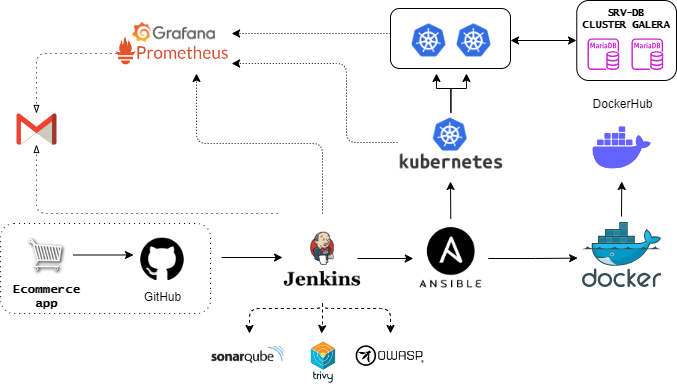 Grafana
Prometheus
SRV-DB
CLUSTER GALERA
MariaDB
MariaDB
DockerHub
kubernetes
Ecommerce
app
GitHub
Jenkins
A
ANSIBLE
docker
sonarqube
trivy
OWASP